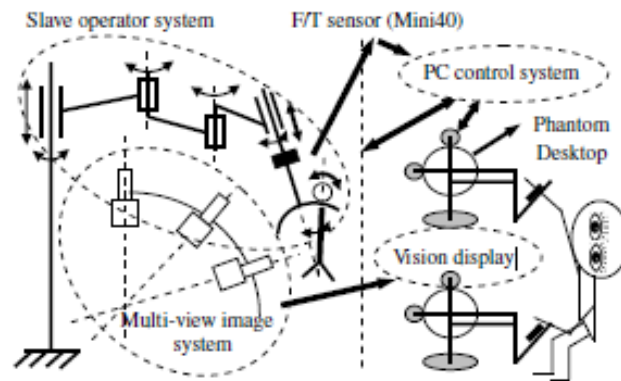 Slave operator system
F/T sensor (Mini40)
PC control system
Phantom
Desktop
Vision display
Multi-view image
system